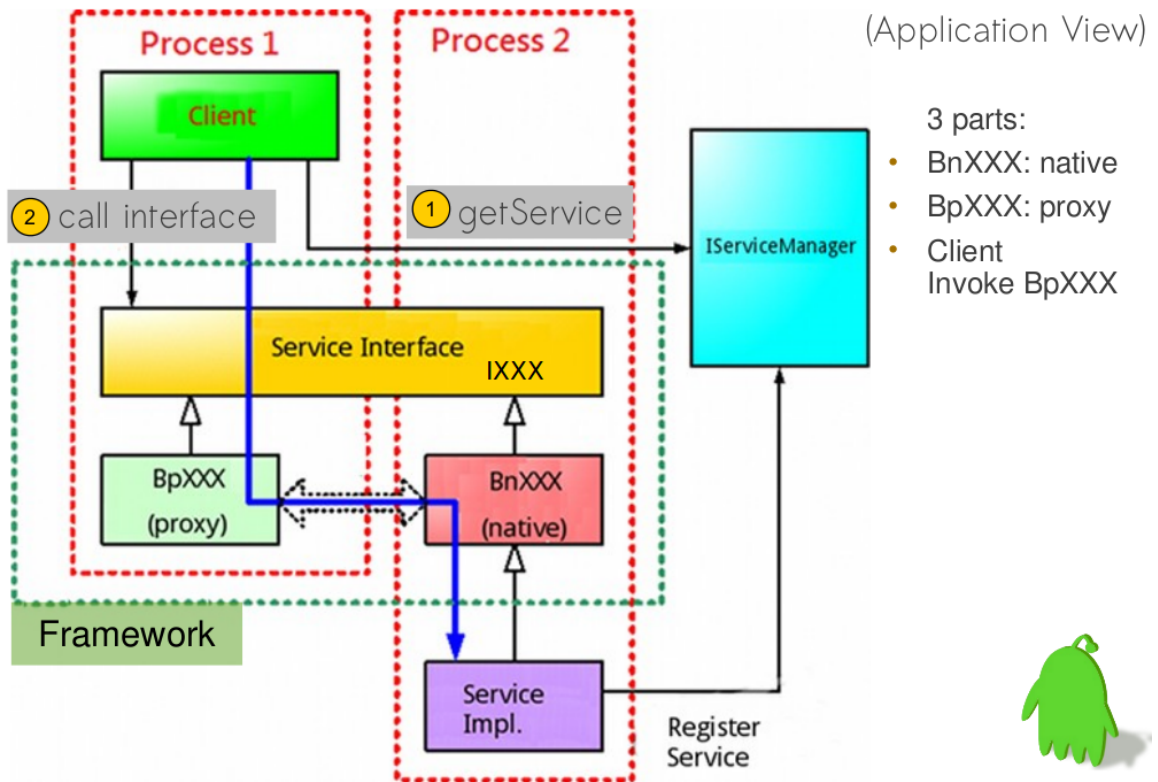 Process 1
Process 2
(Application View)
Client
3 parts:
• BnXXX: native
• BpXXX: proxy
• Client
Invoke BpXXX
2 call interface
1 getService
IServiceManager
Service Interface
IXXX
BpXXX
(proxy)
BnXXX
(native)
Framework
Service
Impl.
Register
Service